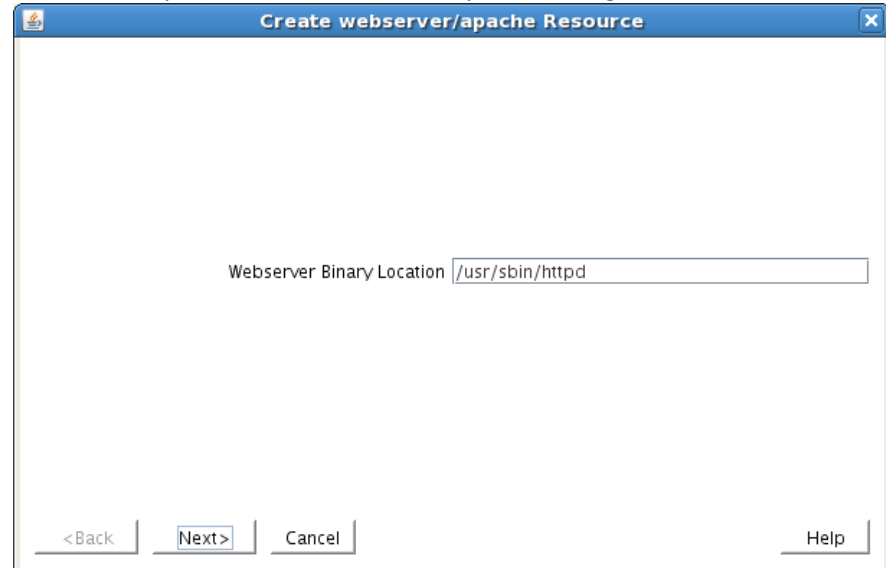 Create webserver/apache Resource
Webserver Binary Location /usr/sbin/httpd
<Back Next> Cancel Help